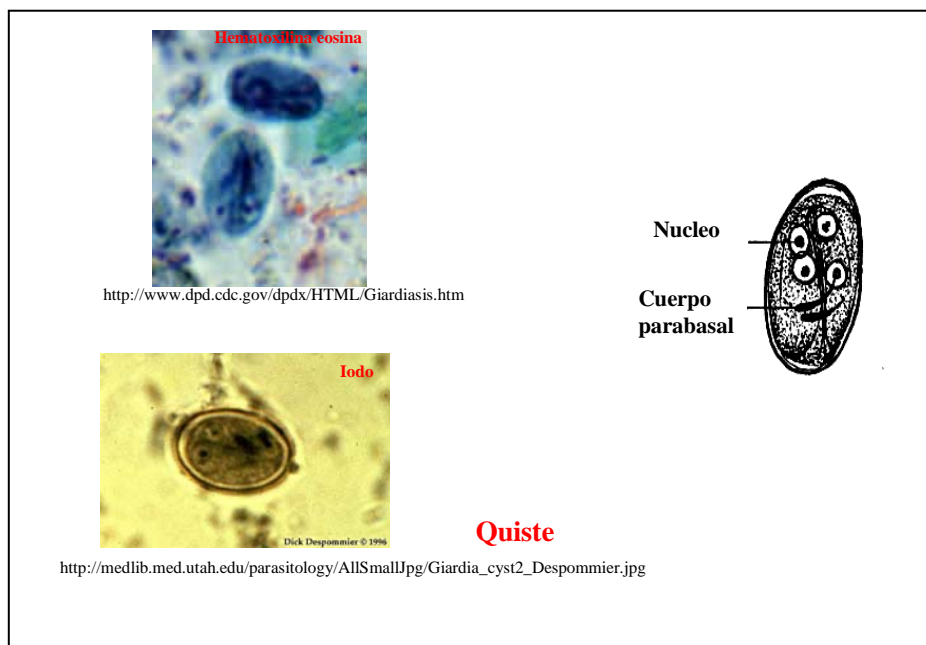 Hematoxilina eosina
http://www.dpd.cdc.gov/dpdx/HTML/Giardiasis.htm
Nucleo
Cuerpo
parabasal
Iodo
Dick Despommier © 1996
Quiste
http://medlib.med.utah.edu/parasitology/AllSmallJpg/Giardia_cyst2_Despommier.jpg